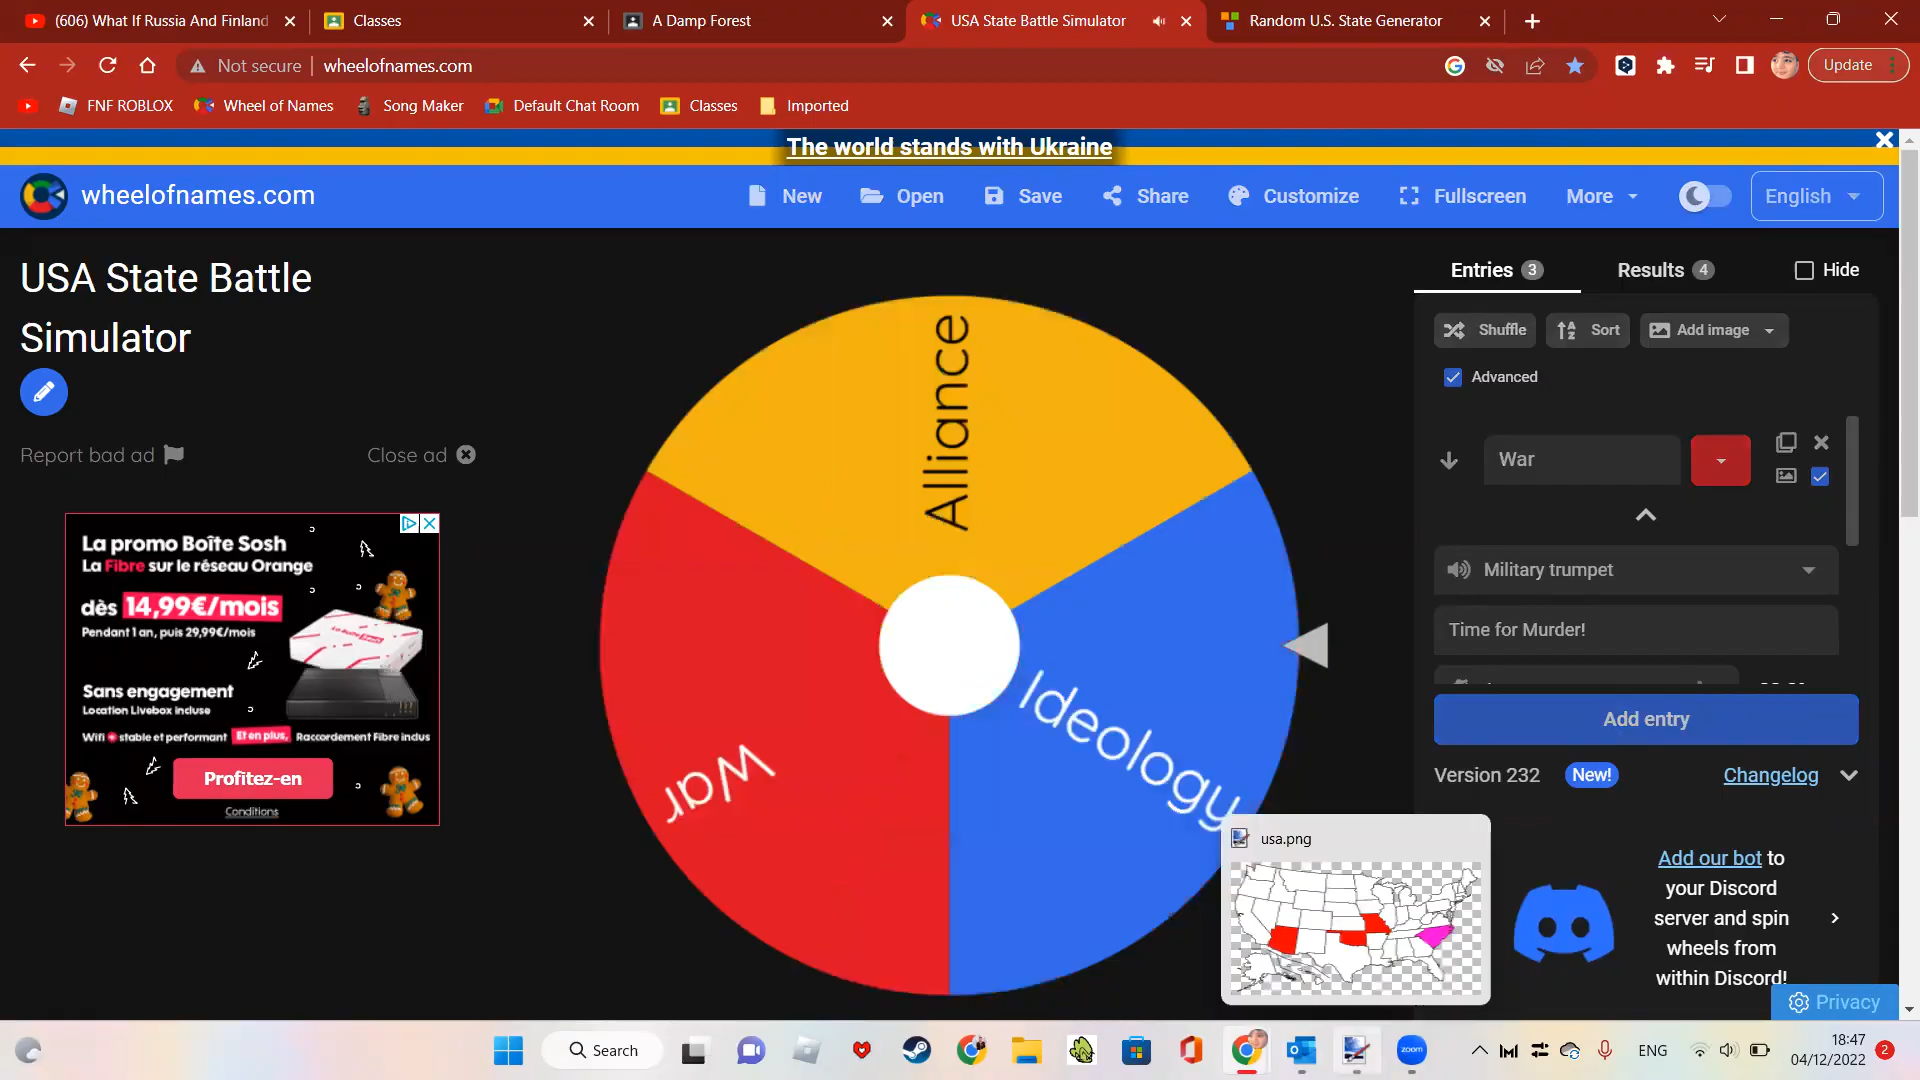 (606) What If Russia And Finland
Classes
A Damp Forest
USA State Battle Simulator
Random U.S. State Generator
Not secure
wheelofnames.com
Update
FNF ROBLOX
Wheel of Names
Song Maker
Default Chat Room
Classes
Imported
The world stands with Ukraine
wheelofnames.com
New
Open
Save
Share
Customize
Fullscreen
More
English
USA State Battle
Simulator
Entries 3
Results 4
Hide
Shuffle
Sort
Add image
Advanced
Report bad ad
Close ad
War
Military trumpet
Time for Murder!
Add entry
Version 232
New!
Changelog
Alliance
Ideology
War
La promo Boîte Sosh
La Fibre sur le réseau Orange
dès 14,99€/mois
Pendant 1 an, puis 29,99€/mois
Sans engagement
Location Livebox incluse
Wifi stable et performant
Et en plus,
Raccordement Fibre inclus
Profitez-en
Conditions
usa.png
Add our bot to
your Discord
server and spin
wheels from
within Discord!
Privacy
Search
zoom
ENG
18:47
04/12/2022
2